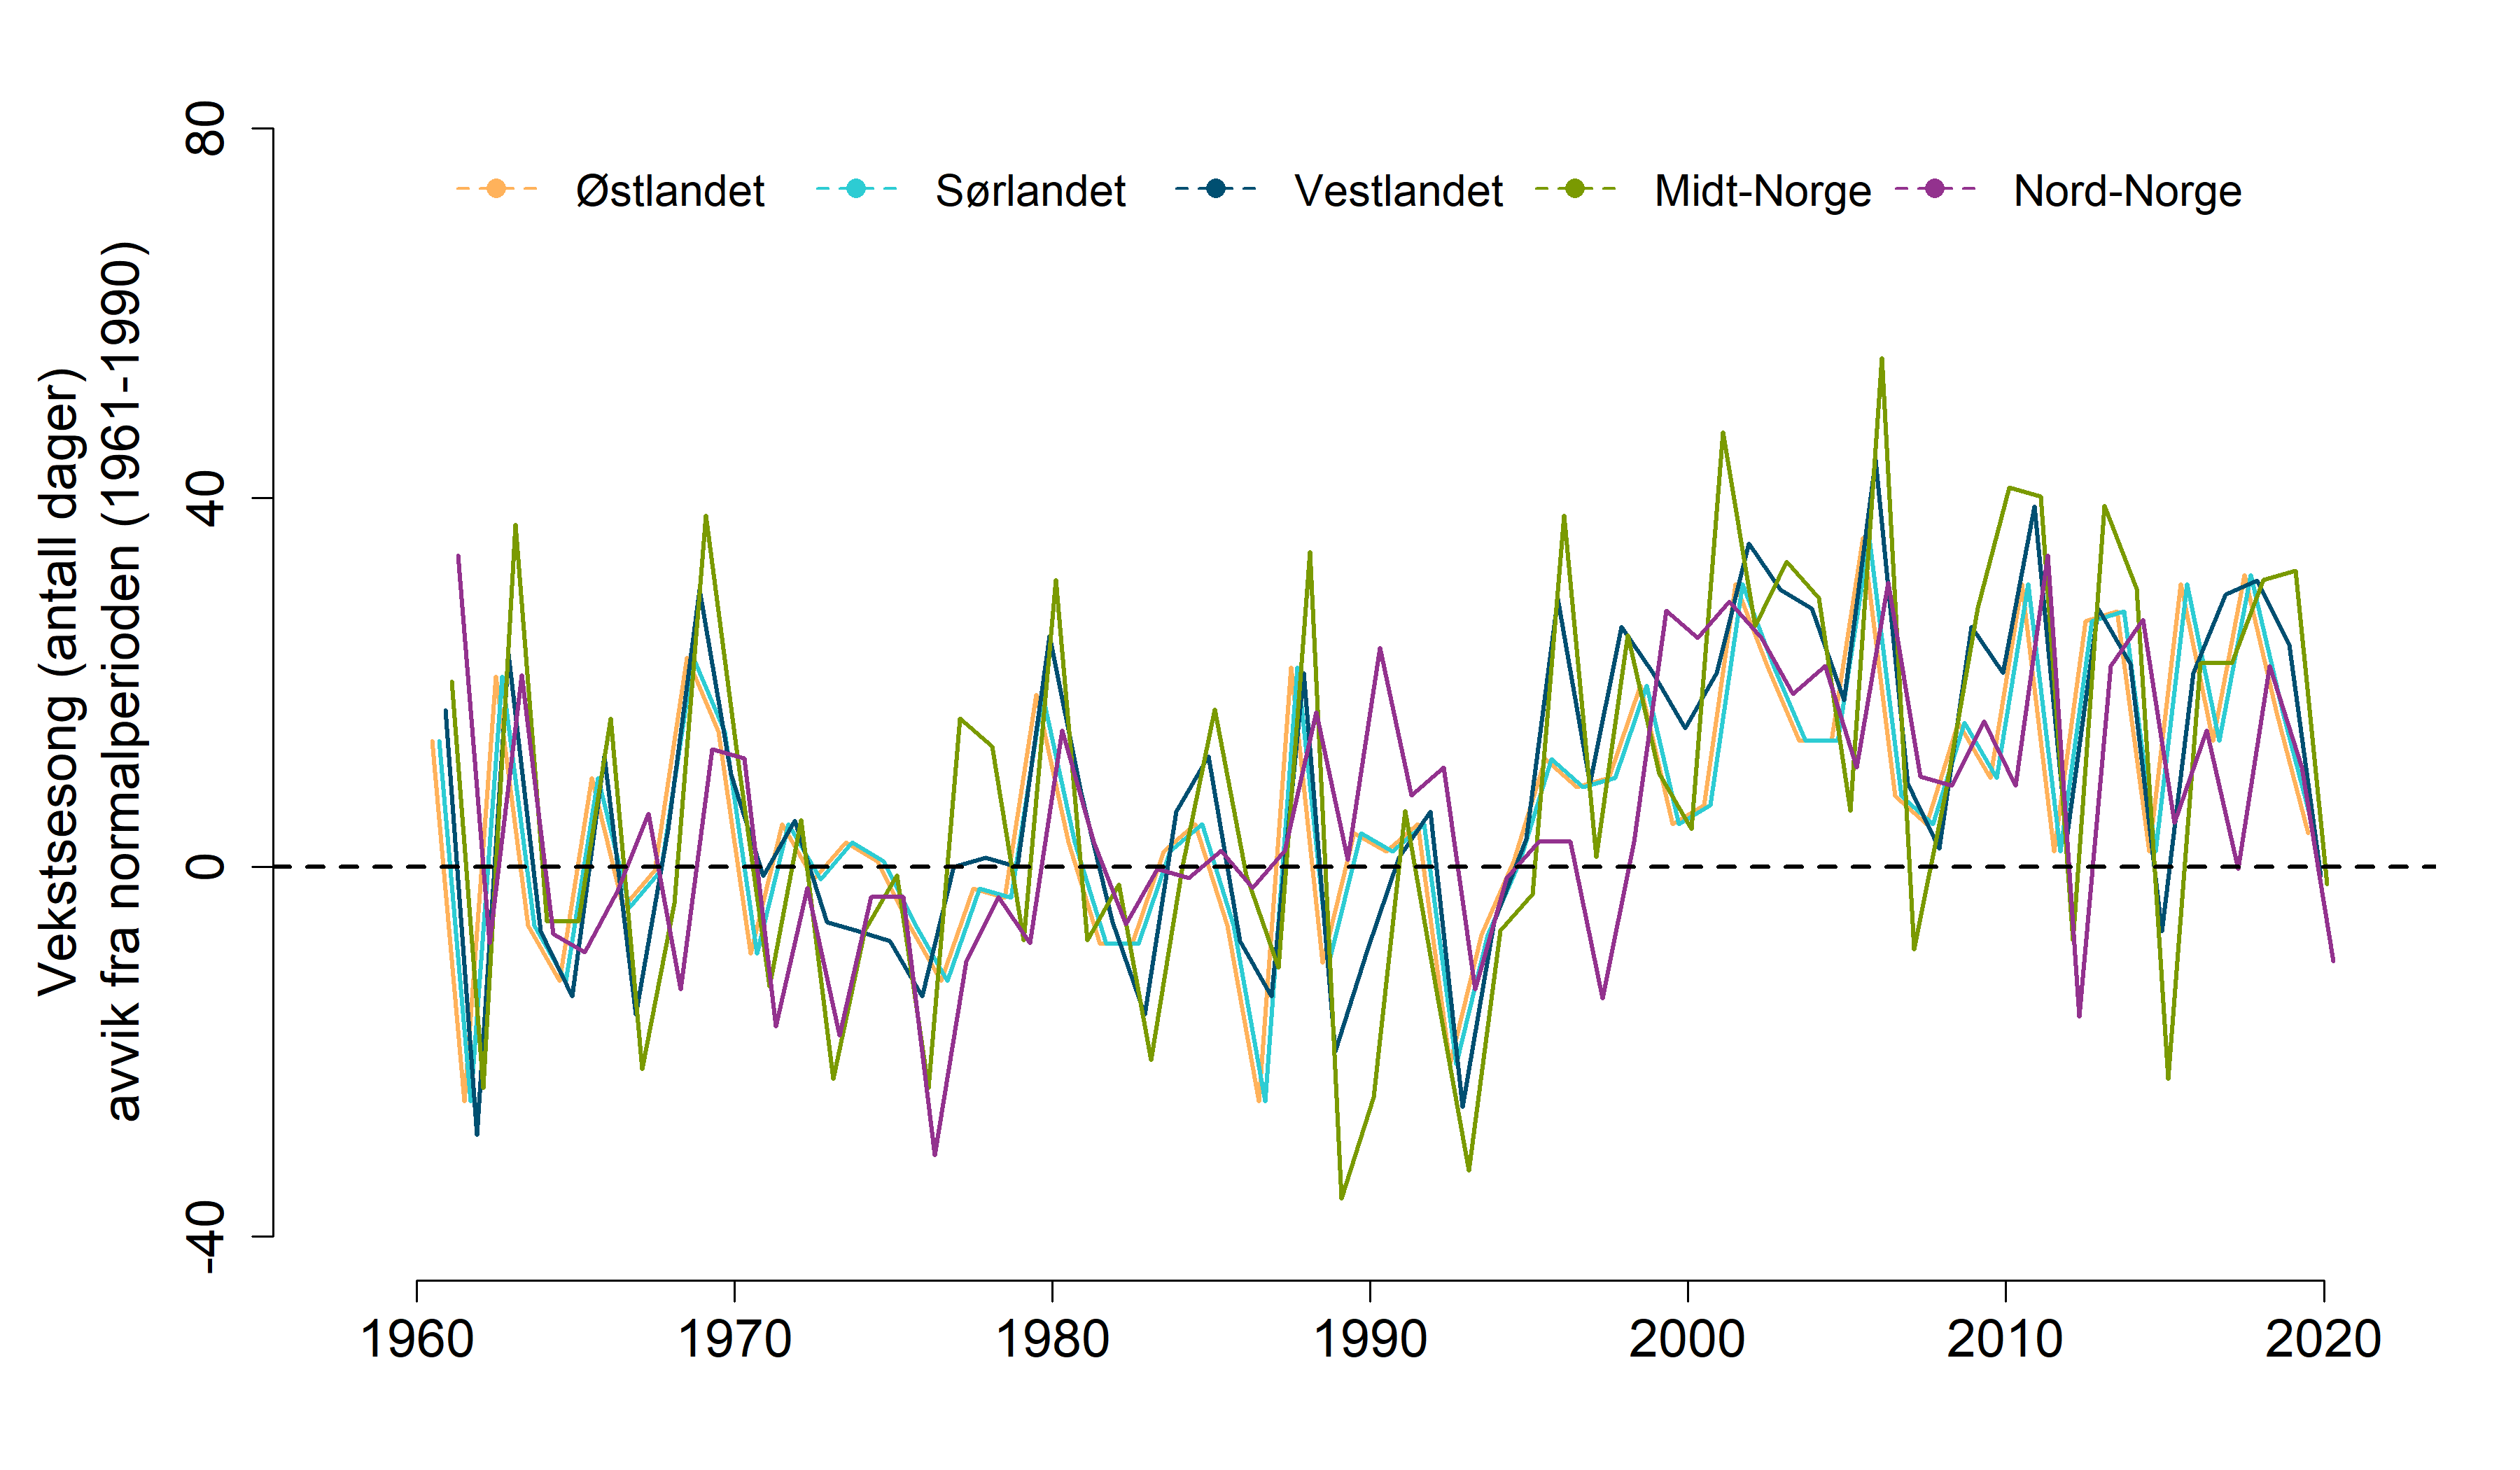 Vekstsesong (antall dager)
avvik fra normalperioden (1961-1990)
80
40
0
-40
Østlandet Sørlandet Vestlandet Midt-Norge Nord-Norge
1960 1970 1980 1990 2000 2010 2020